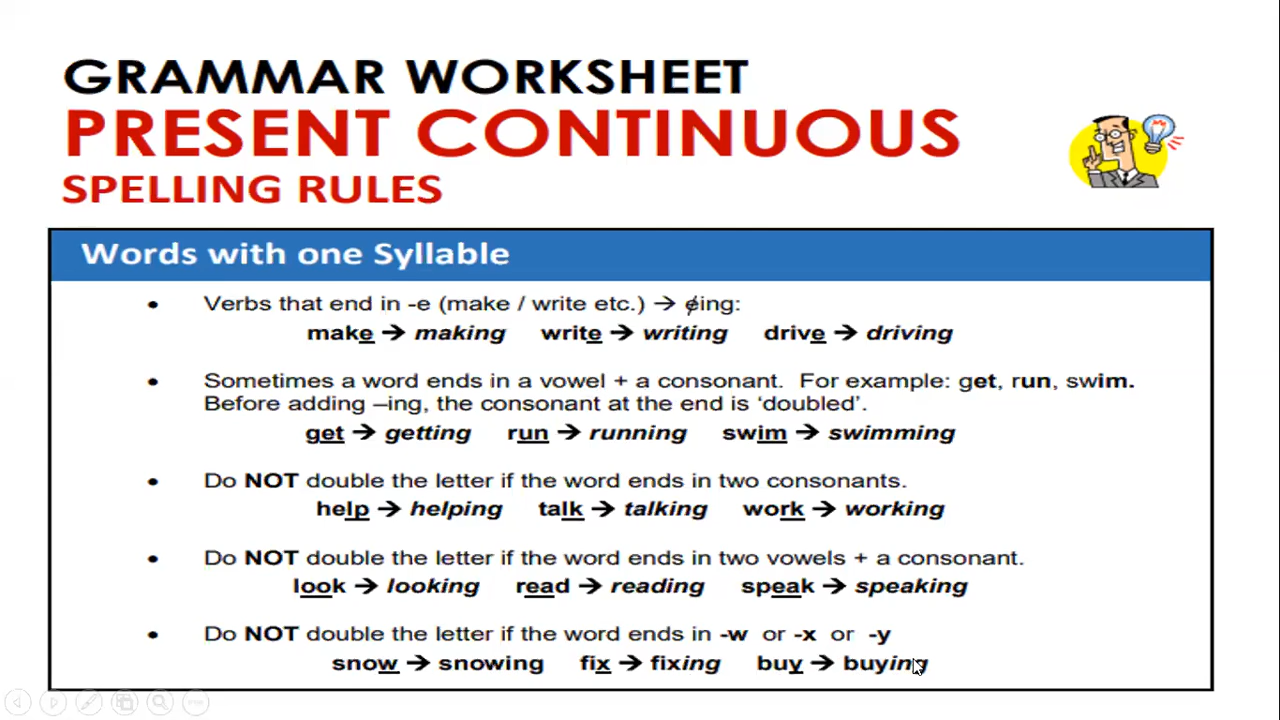 GRAMMAR WORKSHEET
PRESENT CONTINUOUS
SPELLING RULES
Words with one Syllable
• Verbs that end in -e (make / write etc.) → ɇing:
make → making write → writing drive → driving
• Sometimes a word ends in a vowel + a consonant. For example: get, run, swim.
Before adding –ing, the consonant at the end is ‘doubled’.
get → getting run → running swim → swimming
• Do NOT double the letter if the word ends in two consonants.
help → helping talk → talking work → working
• Do NOT double the letter if the word ends in two vowels + a consonant.
look → looking read → reading speak → speaking
• Do NOT double the letter if the word ends in -w or -x or -y
snow → snowing fix → fixing buy → buying